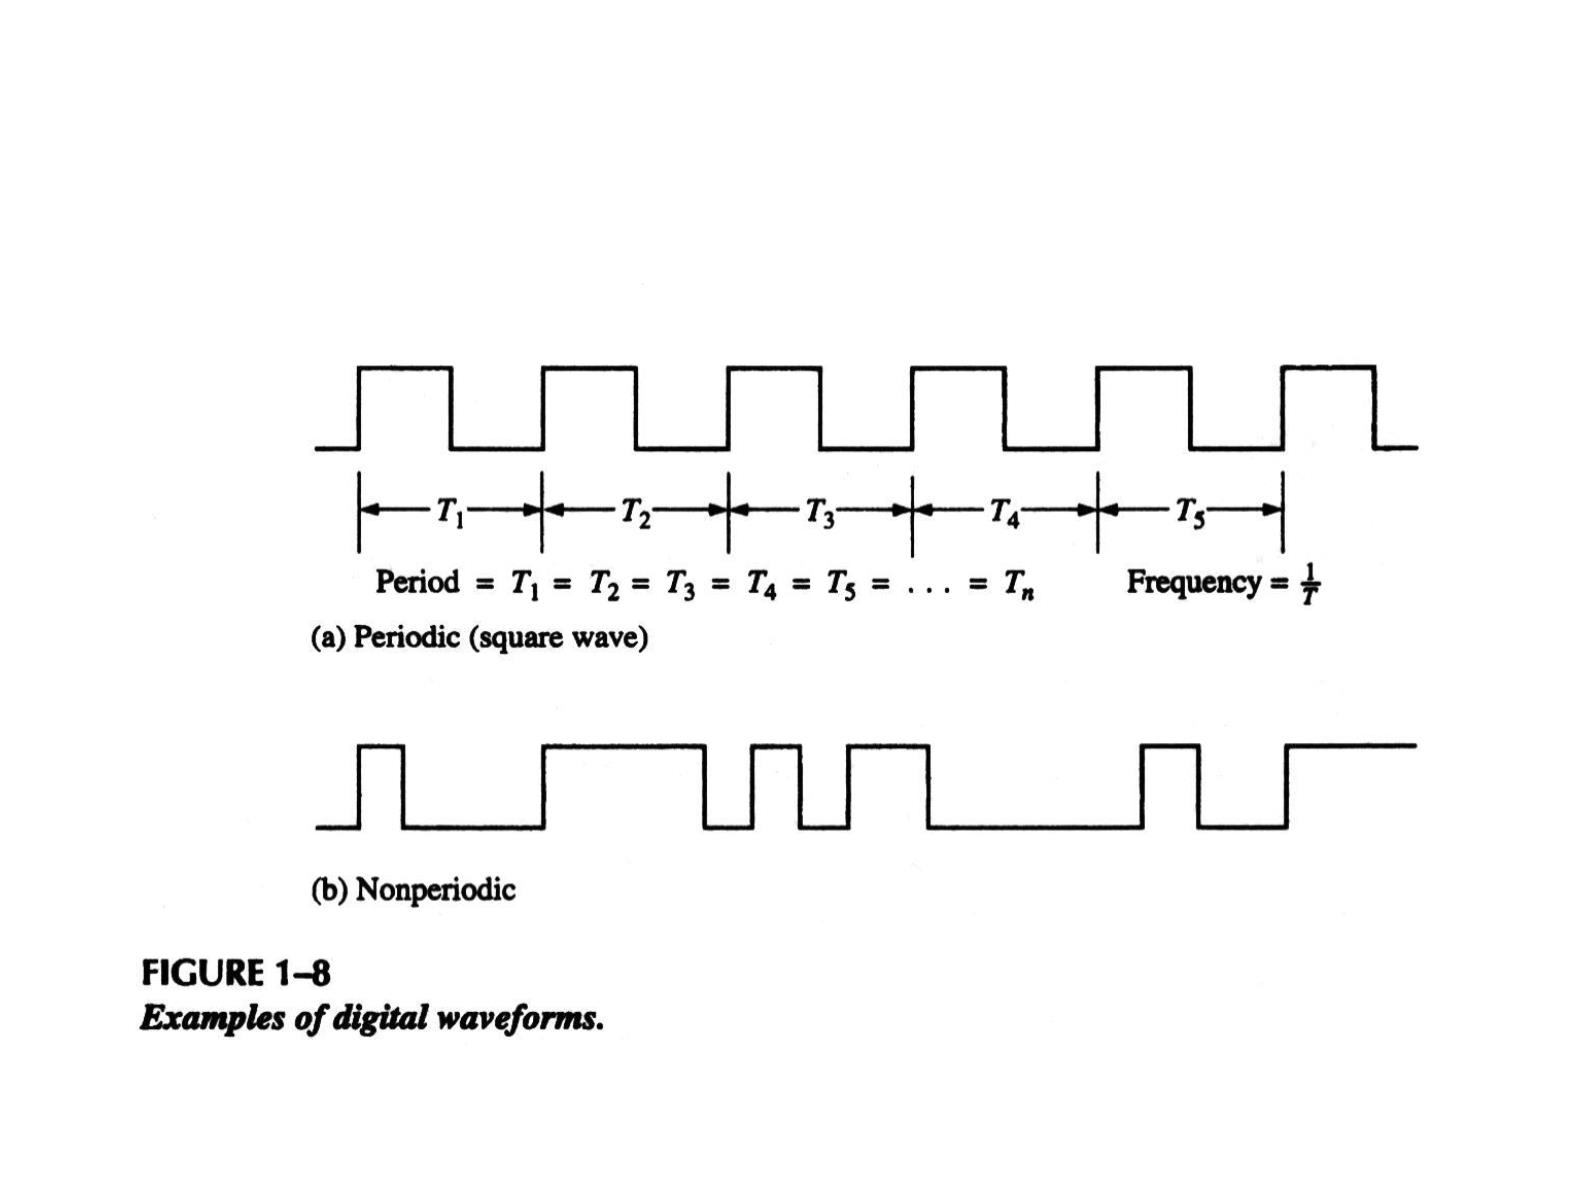 T₁ T₂ T₃ T₄ T₅
Period = T₁ = T₂ = T₃ = T₄ = T₅ = . . . = Tₙ Frequency = 1/T
(a) Periodic (square wave)
(b) Nonperiodic
FIGURE 1–8
Examples of digital waveforms.